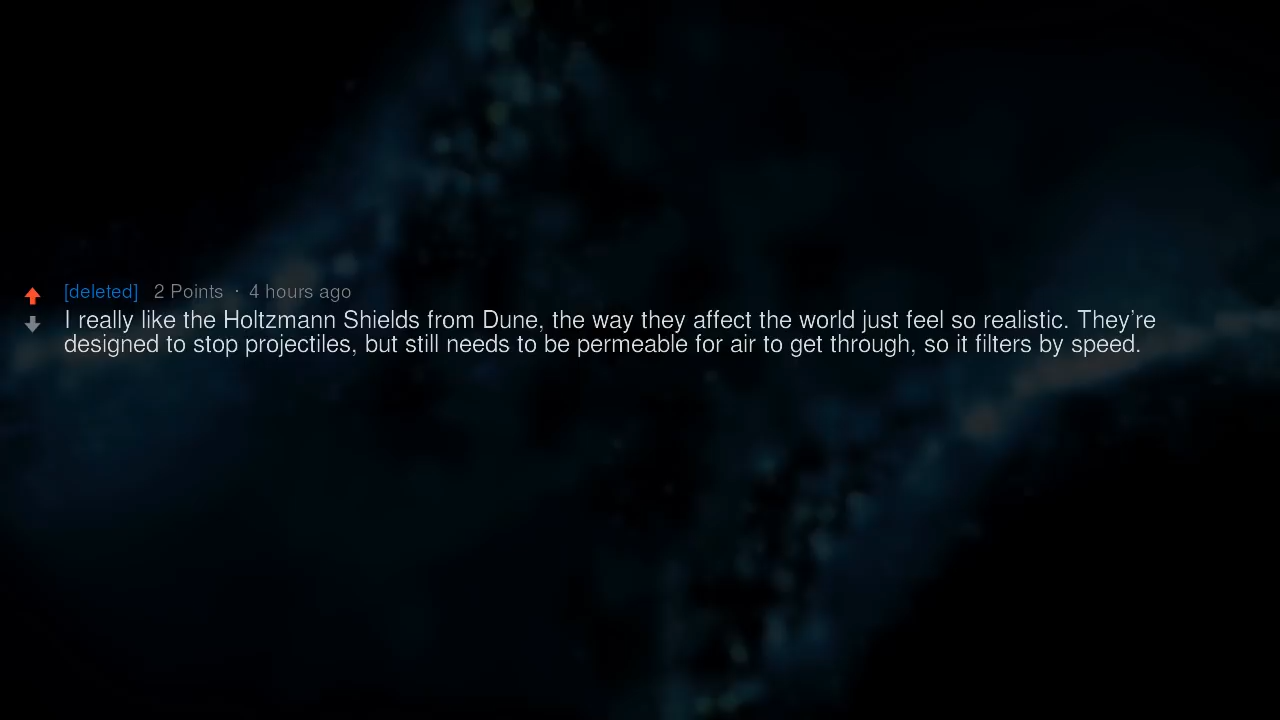 [deleted] 2 Points · 4 hours ago
I really like the Holtzmann Shields from Dune, the way they affect the world just feel so realistic. They're
designed to stop projectiles, but still needs to be permeable for air to get through, so it filters by speed.